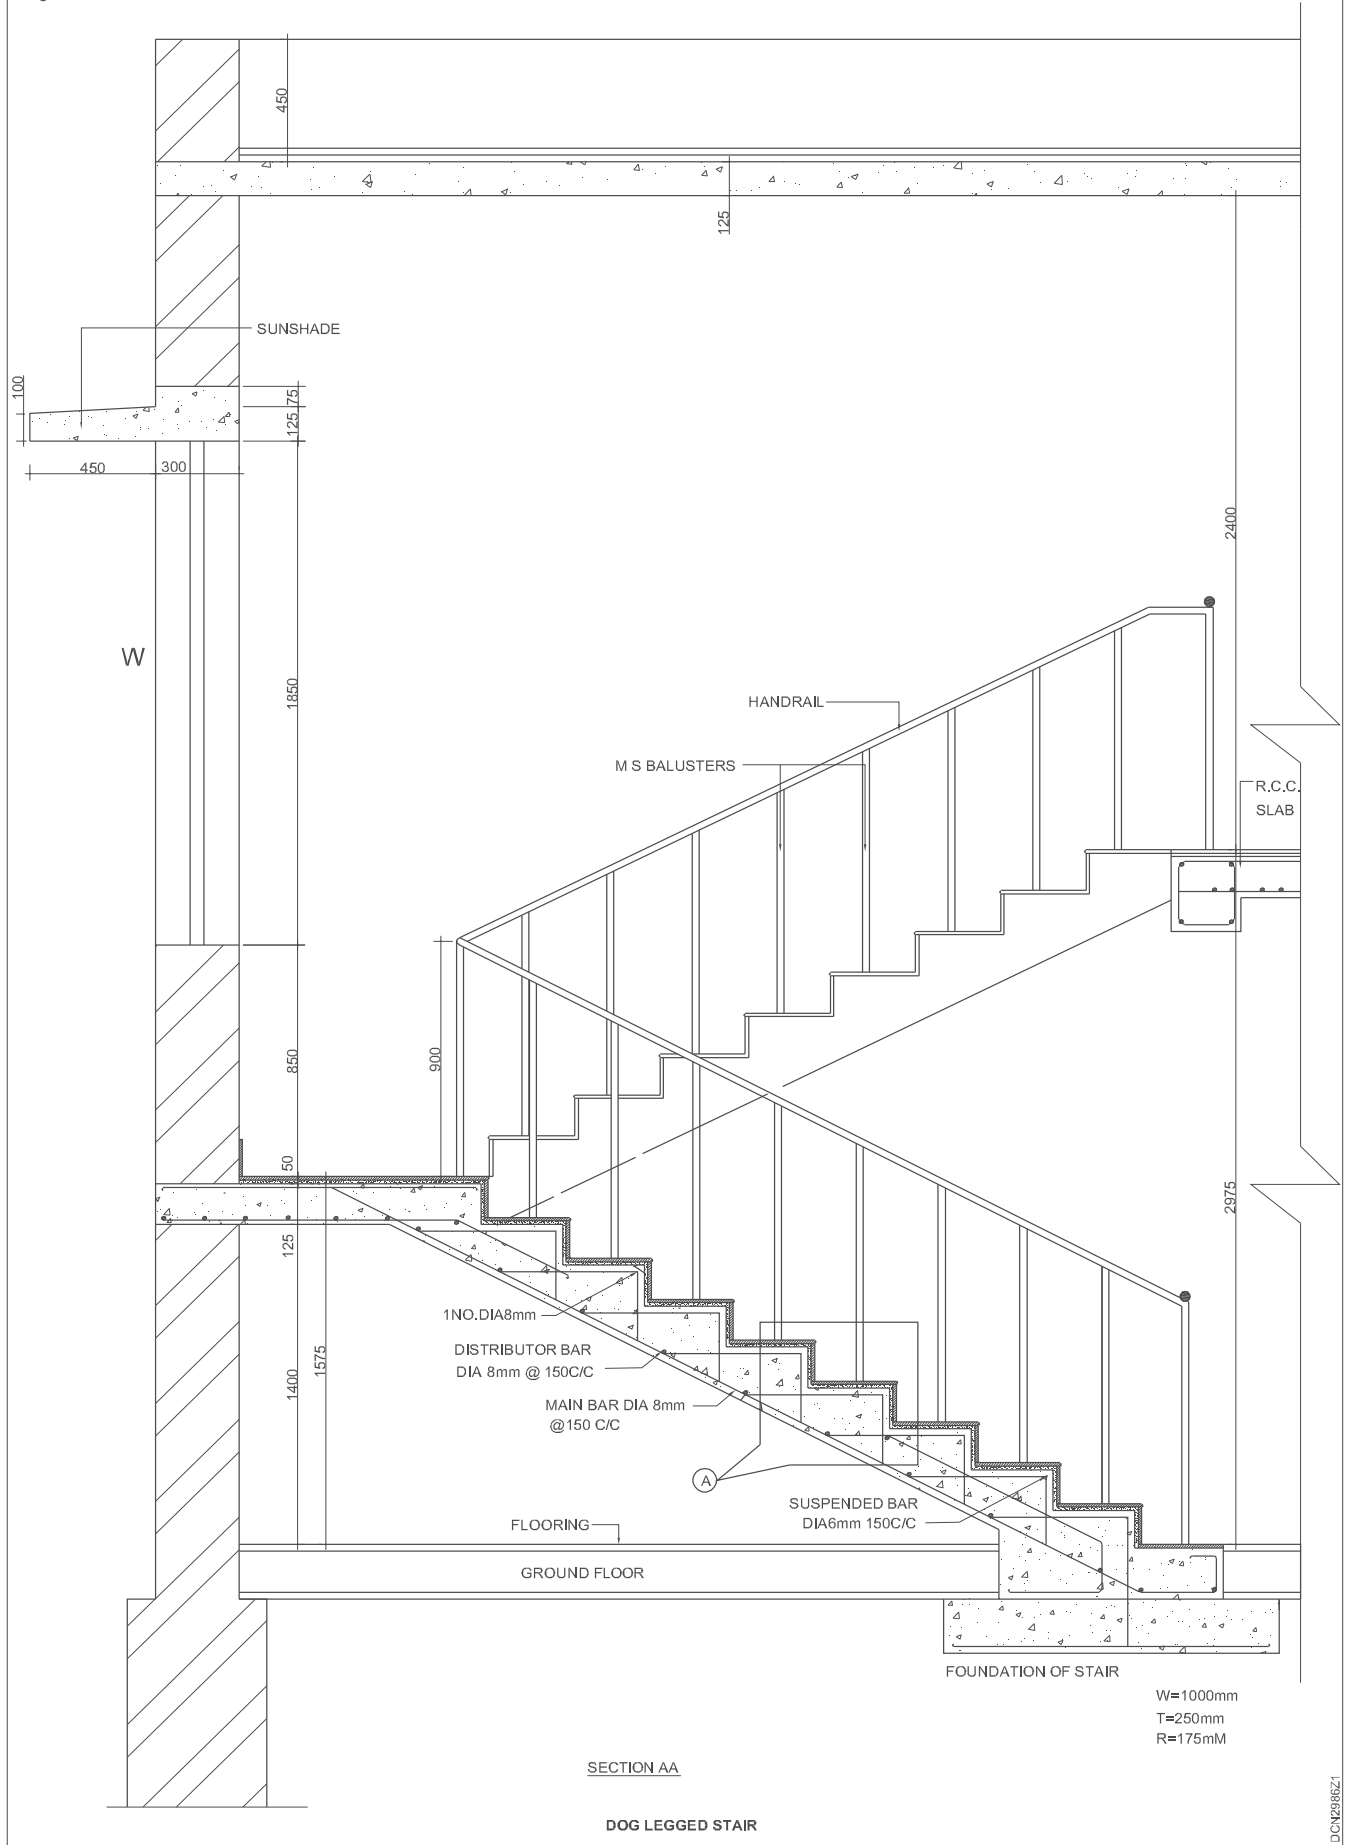 450
125
SUNSHADE
100
75
125
450
300
2400
W
1850
HANDRAIL
M S BALUSTERS
R.C.C.
SLAB
900
850
50
2975
125
1NO.DIA8mm
DISTRIBUTOR BAR
DIA 8mm @ 150C/C
1575
1400
MAIN BAR DIA 8mm
@150 C/C
A
SUSPENDED BAR
DIA6mm 150C/C
FLOORING
GROUND FLOOR
FOUNDATION OF STAIR
W=1000mm
T=250mm
R=175mM
SECTION AA
DOG LEGGED STAIR
DCN2986Z1